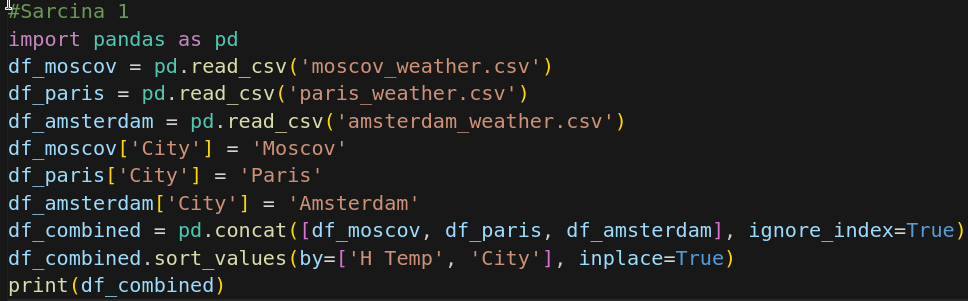 #Sarcina 1
import pandas as pd
df_moscov = pd.read_csv('moscov_weather.csv')
df_paris = pd.read_csv('paris_weather.csv')
df_amsterdam = pd.read_csv('amsterdam_weather.csv')
df_moscov['City'] = 'Moscov'
df_paris['City'] = 'Paris'
df_amsterdam['City'] = 'Amsterdam'
df_combined = pd.concat([df_moscov, df_paris, df_amsterdam], ignore_index=True)
df_combined.sort_values(by=['H Temp', 'City'], inplace=True)
print(df_combined)